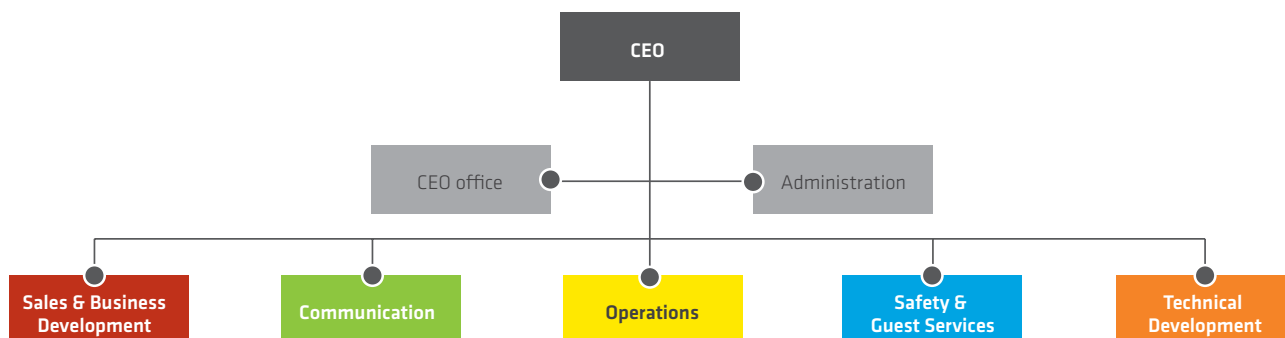 CEO
CEO office
Administration
Sales & Business
Development
Communication
Operations
Safety &
Guest Services
Technical
Development